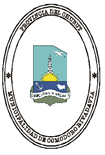 PROVINCIA DEL CHUBUT
MUNICIPALIDAD DE COMODORO RIVADAVIA